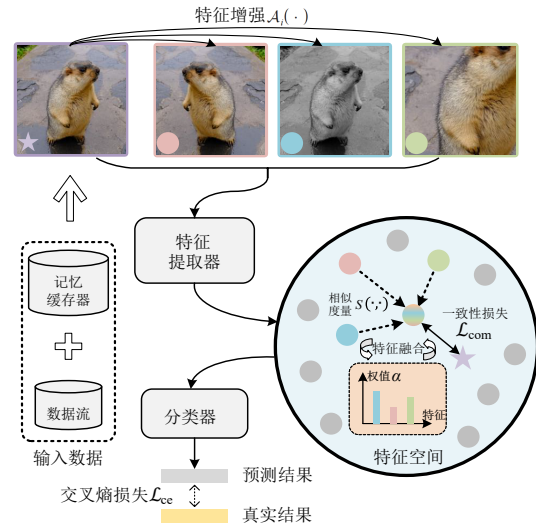 特征增强𝒜ᵢ(·)
特征
提取器
记忆
缓存器
数据流
输入数据
相似
度量 S(·,·)
一致性损失
ℒcom
特征融合
权值α
特征
特征空间
分类器
预测结果
交叉熵损失ℒce
真实结果